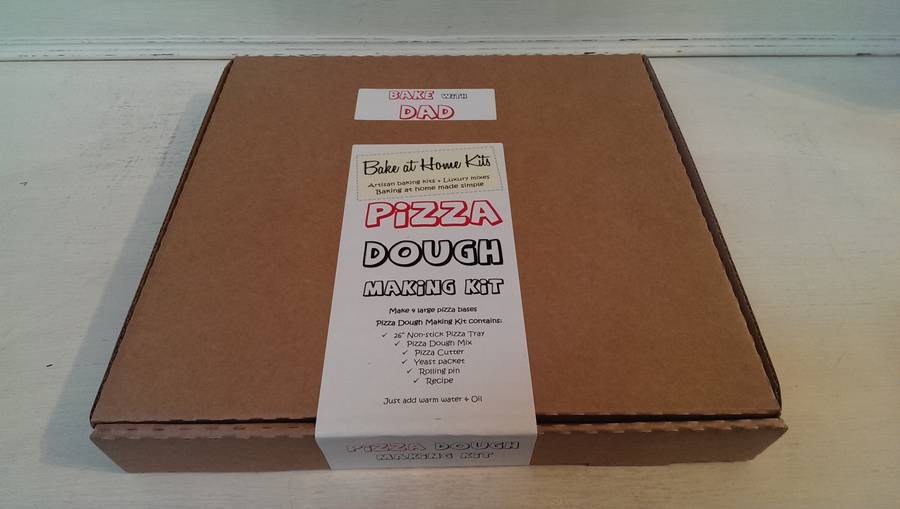 BAKE WiTH
DAD
Bake at Home Kits
Artisan baking kits & Luxury mixes
Baking at home made simple
PiZZA
DOUGH
MAKiNG KiT
Make 4 large pizza bases
Pizza Dough Making Kit contains:
✓ 26" Non-stick Pizza Tray
✓ Pizza Dough Mix
✓ Pizza Cutter
✓ Yeast packet
✓ Rolling pin
✓ Recipe
Just add warm water & Oil
PiZZA DOUGH
MAKiNG KiT